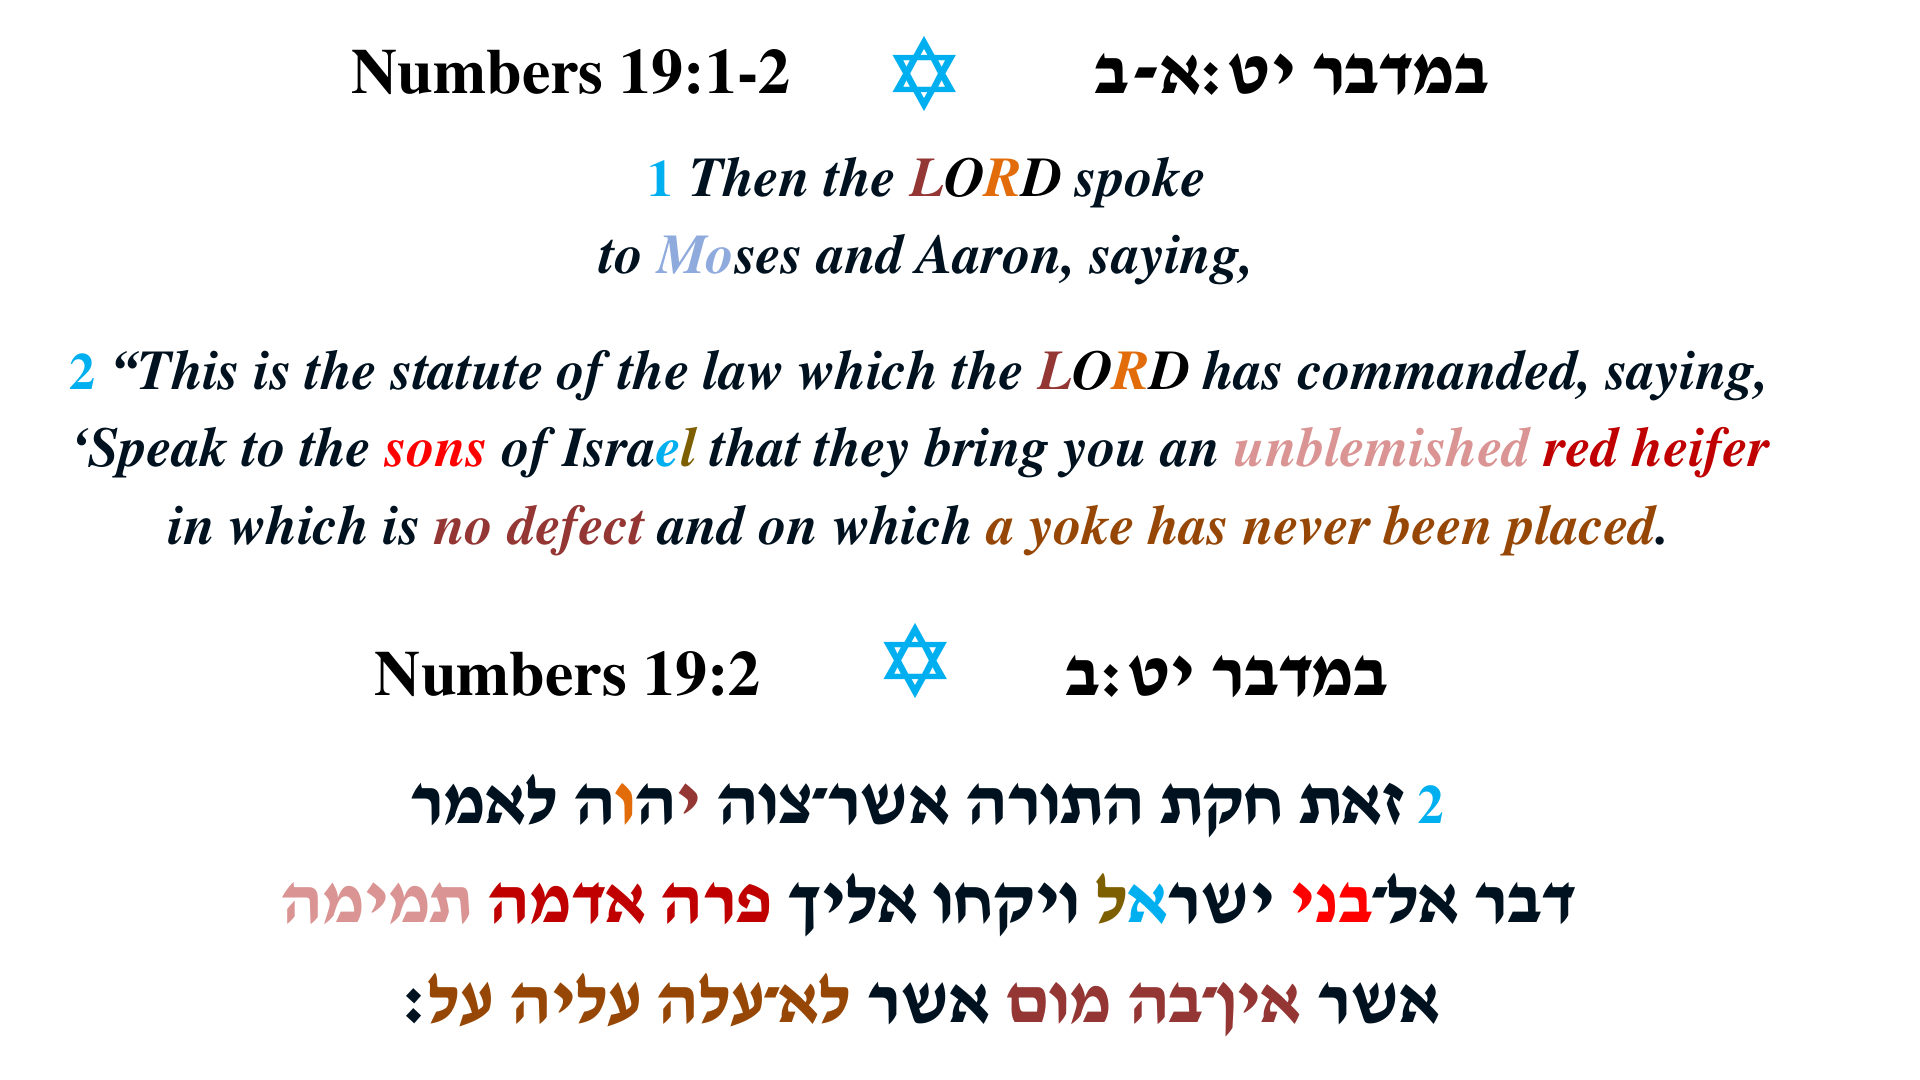 Numbers 19:1-2 ✡ במדבר יט:א-ב
1 Then the LORD spoke
to Moses and Aaron, saying,
2 “This is the statute of the law which the LORD has commanded, saying,
‘Speak to the sons of Israel that they bring you an unblemished red heifer
in which is no defect and on which a yoke has never been placed.
Numbers 19:2 ✡ במדבר יט:ב
2 זאת חקת התורה אשר־צוה יהוה לאמר
דבר אל־בני ישראל ויקחו אליך פרה אדמה תמימה
אשר אין־בה מום אשר לא־עלה עליה על: